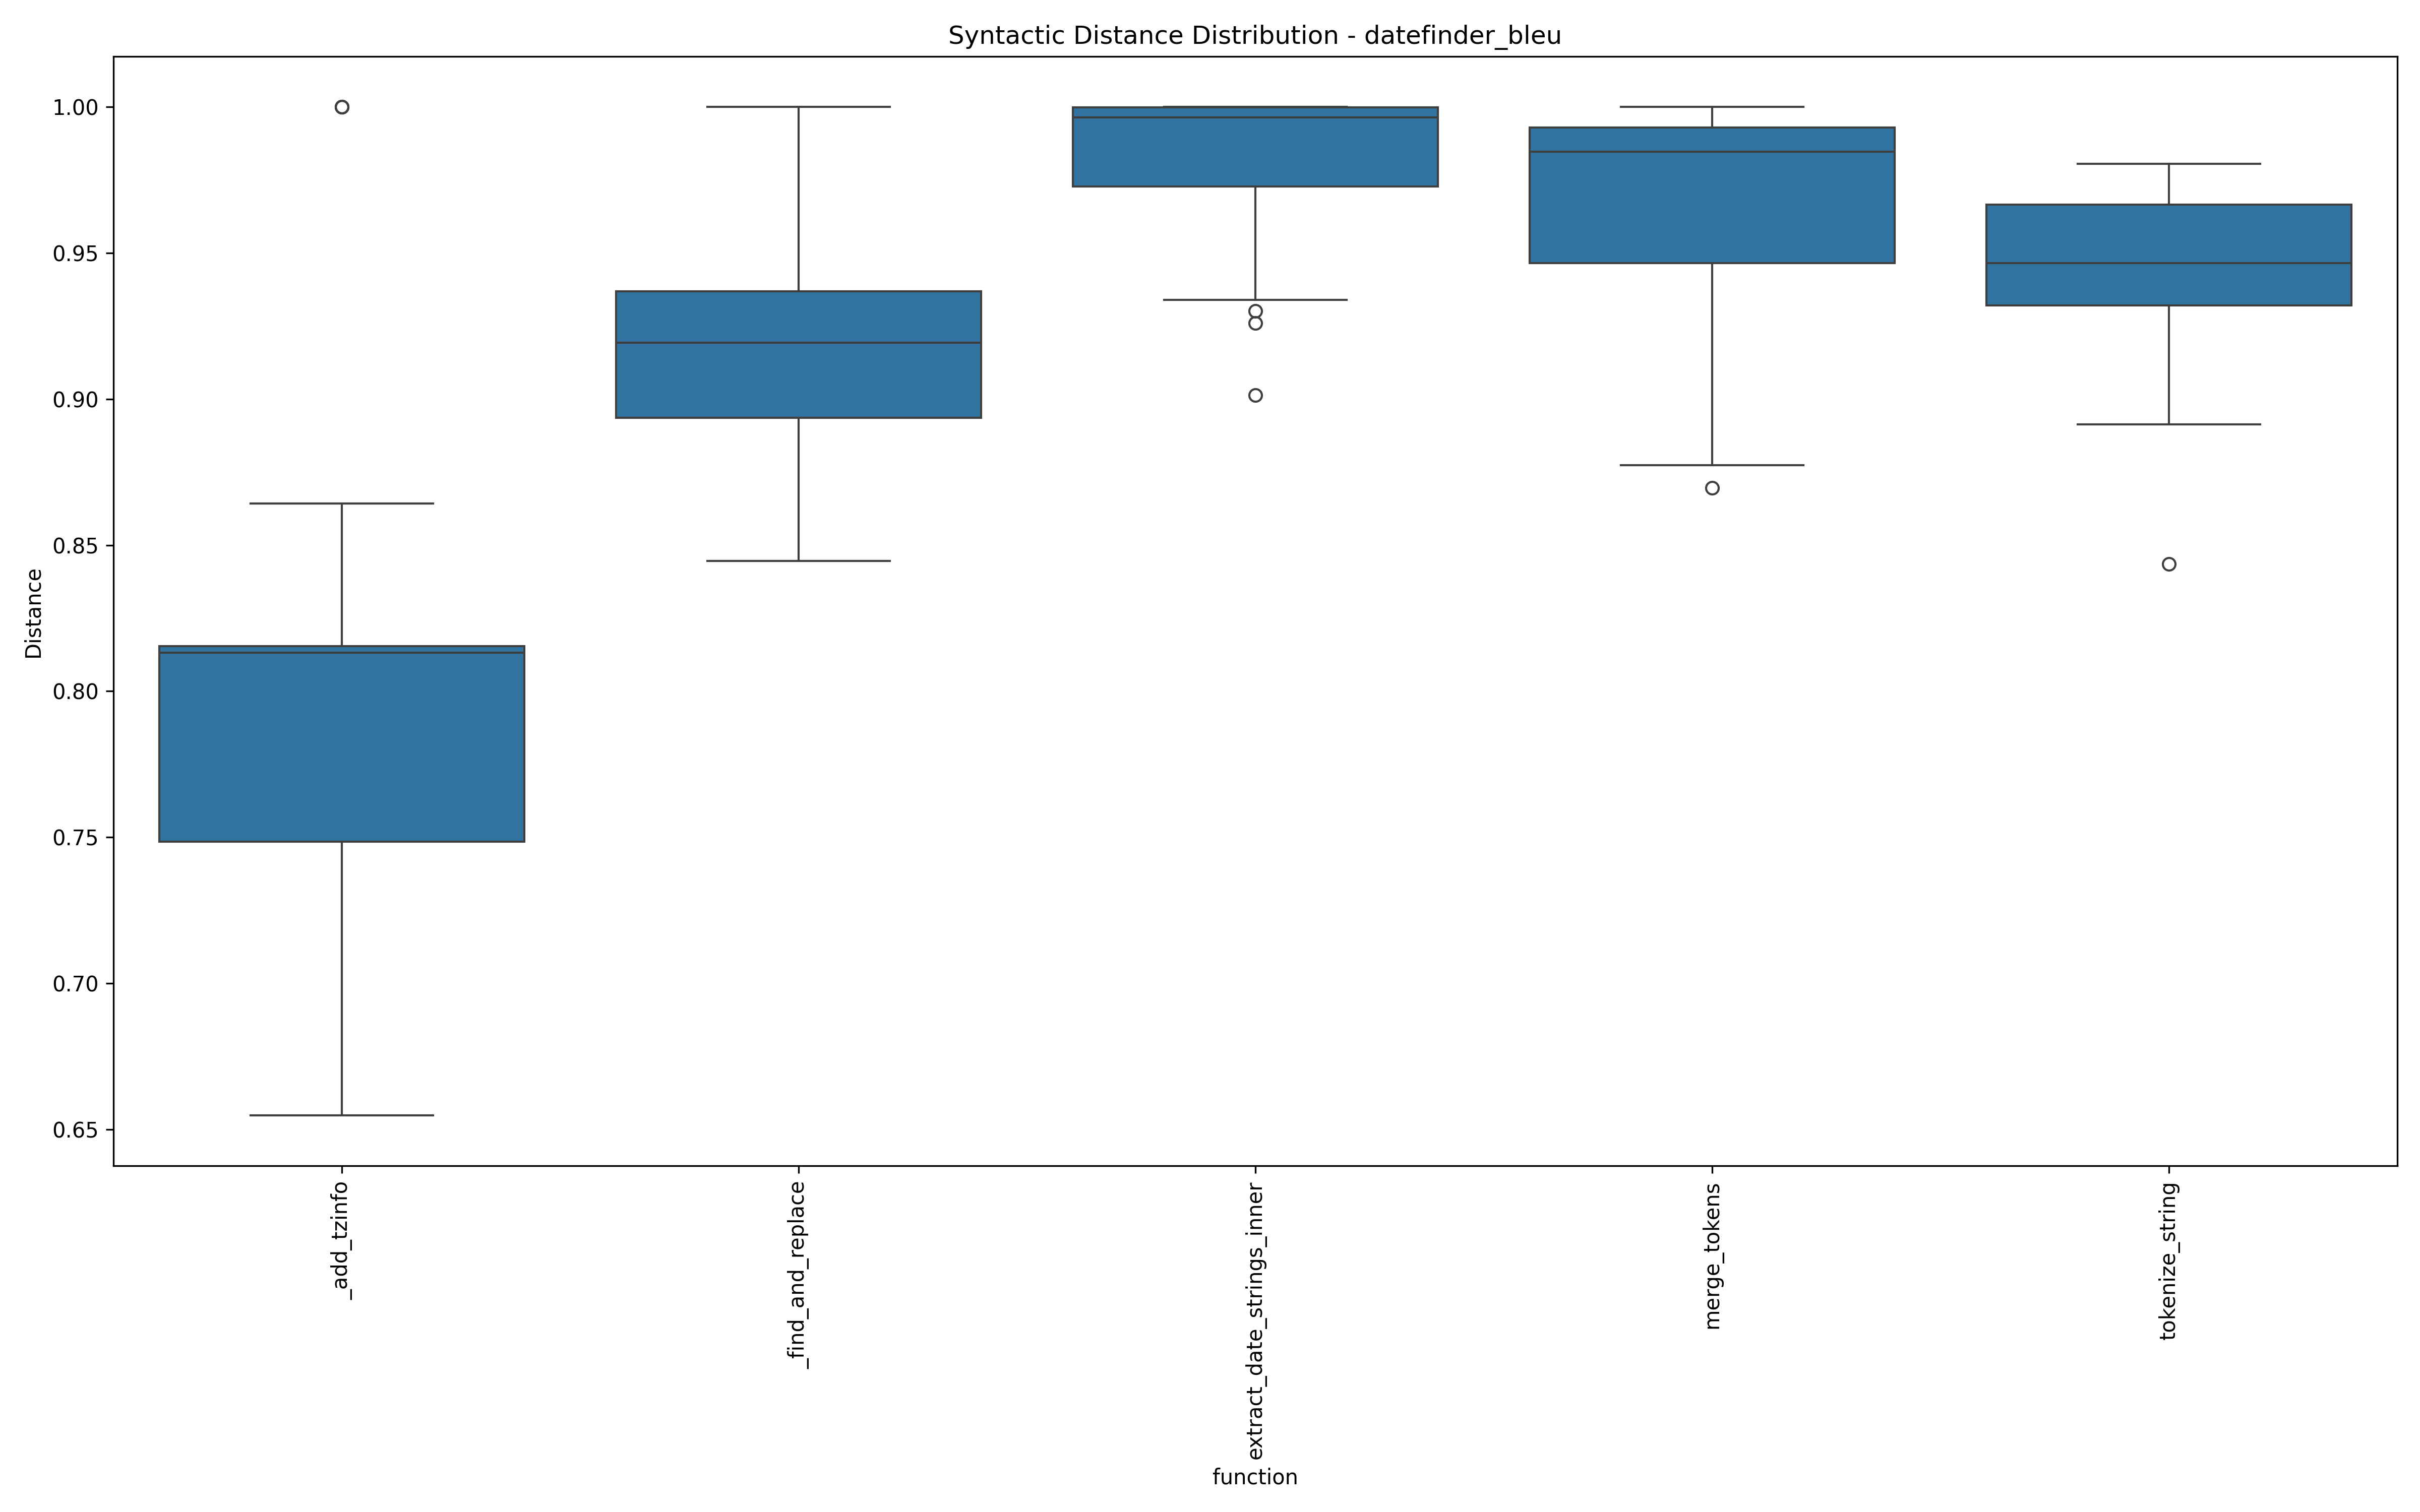 Syntactic Distance Distribution - datefinder_bleu
1.00
0.95
0.90
0.85
0.80
0.75
0.70
0.65
Distance
_add_tzinfo
_find_and_replace
extract_date_strings_inner
merge_tokens
tokenize_string
function